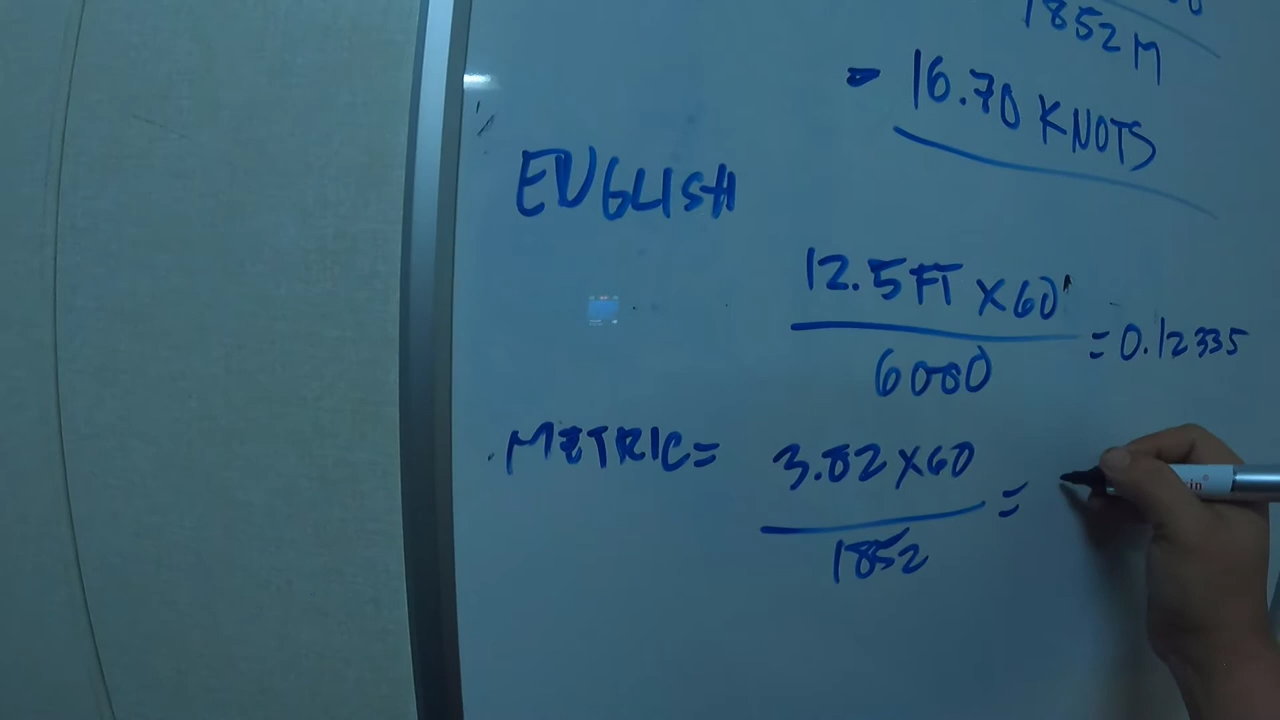 1852 M
= 16.70 KNOTS
ENGLISH
12.5 FT X 60'
6000
= 0.12335
METRIC =
3.82 X 60
1852
=